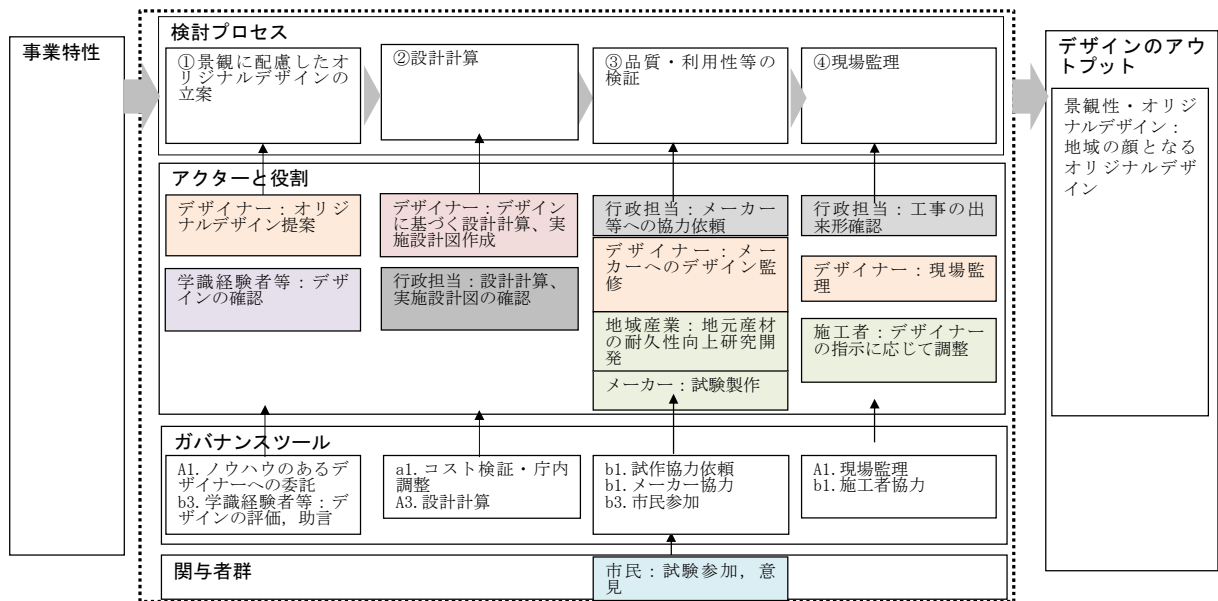 事業特性
検討プロセス
①景観に配慮したオ
リジナルデザインの
立案
②設計計算
③品質・利用性等の
検証
④現場監理
アクターと役割
デザイナー：オリジ
ナルデザイン提案
学識経験者等：デザ
インの確認
デザイナー：デザイン
に基づく設計計算、実
施設計図作成
行政担当：設計計算、
実施設計図の確認
行政担当：メーカー
等への協力依頼
デザイナー：メ
ーカーへのデザイン監
修
地域産業：地元産材
の耐久性向上研究開
発
メーカー：試験製作
行政担当：工事の出
来形確認
デザイナー：現場監
理
施工者：デザイナー
の指示に応じて調整
ガバナンスツール
A1. ノウハウのあるデ
ザイナーへの委託
b3. 学識経験者等：デ
ザインの評価，助言
a1. コスト検証・庁内
調整
A3. 設計計算
b1. 試作協力依頼
b1. メーカー協力
b3. 市民参加
A1. 現場監理
b1. 施工者協力
関与者群
市民：試験参加，意
見
デザインのアウ
トプット
景観性・オリジ
ナルデザイン：
地域の顔となる
オリジナルデザ
イン